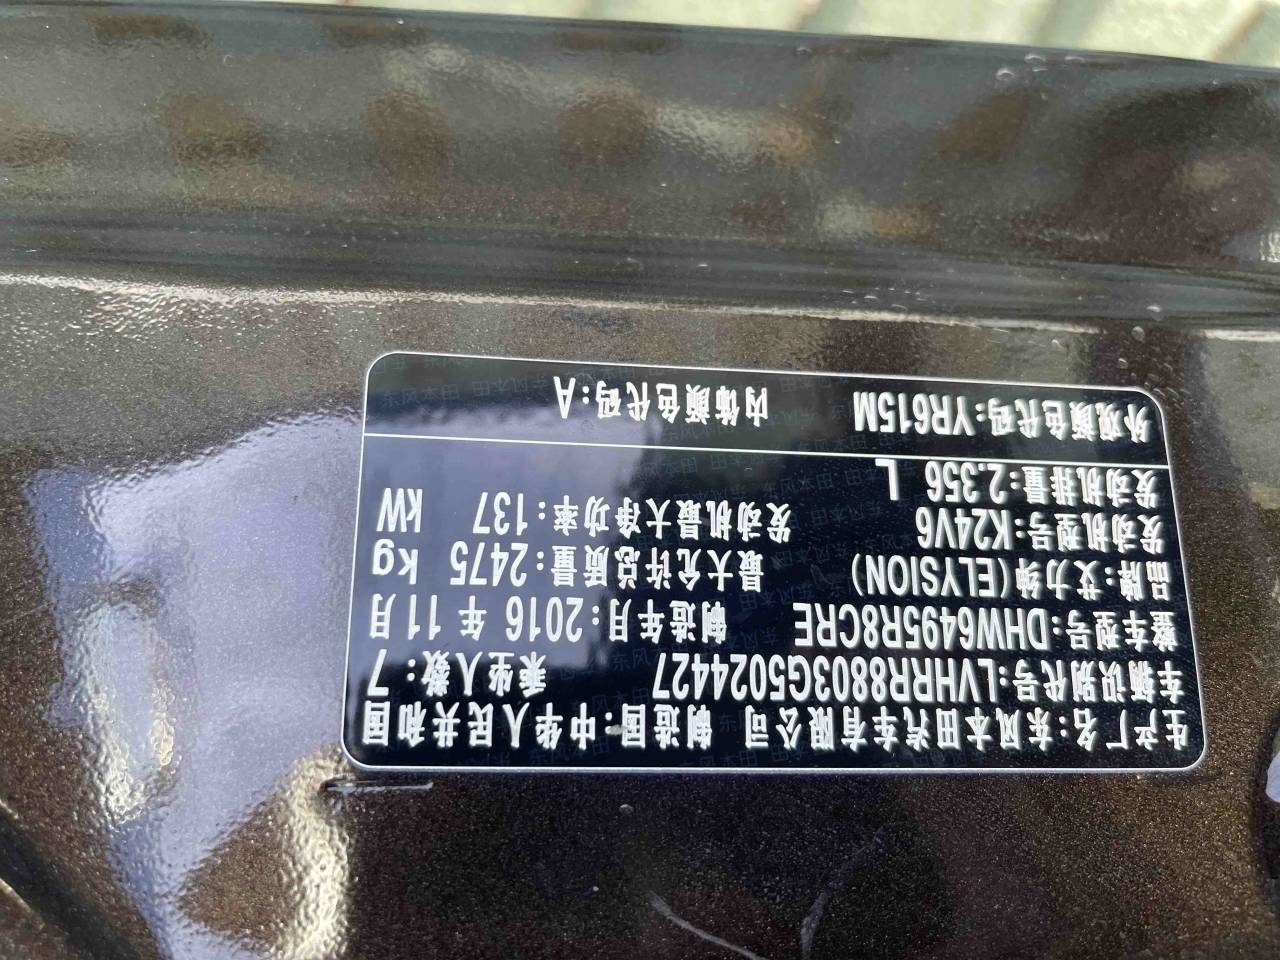 生产厂名:东风本田汽车有限公司 制造国:中华人民共和国
车辆识别代号:LVHRR8803G5024427 乘坐人数:7
整车型号:DHW6495R8CRE 制造年月:2016 年 11月
品牌:艾力绅(ELYSION) 最大允许总质量:2475 kg
发动机型号:K24V6 发动机最大净功率:137 kW
发动机排量:2.356 L
外观颜色代码:YR615M 内饰颜色代码:A